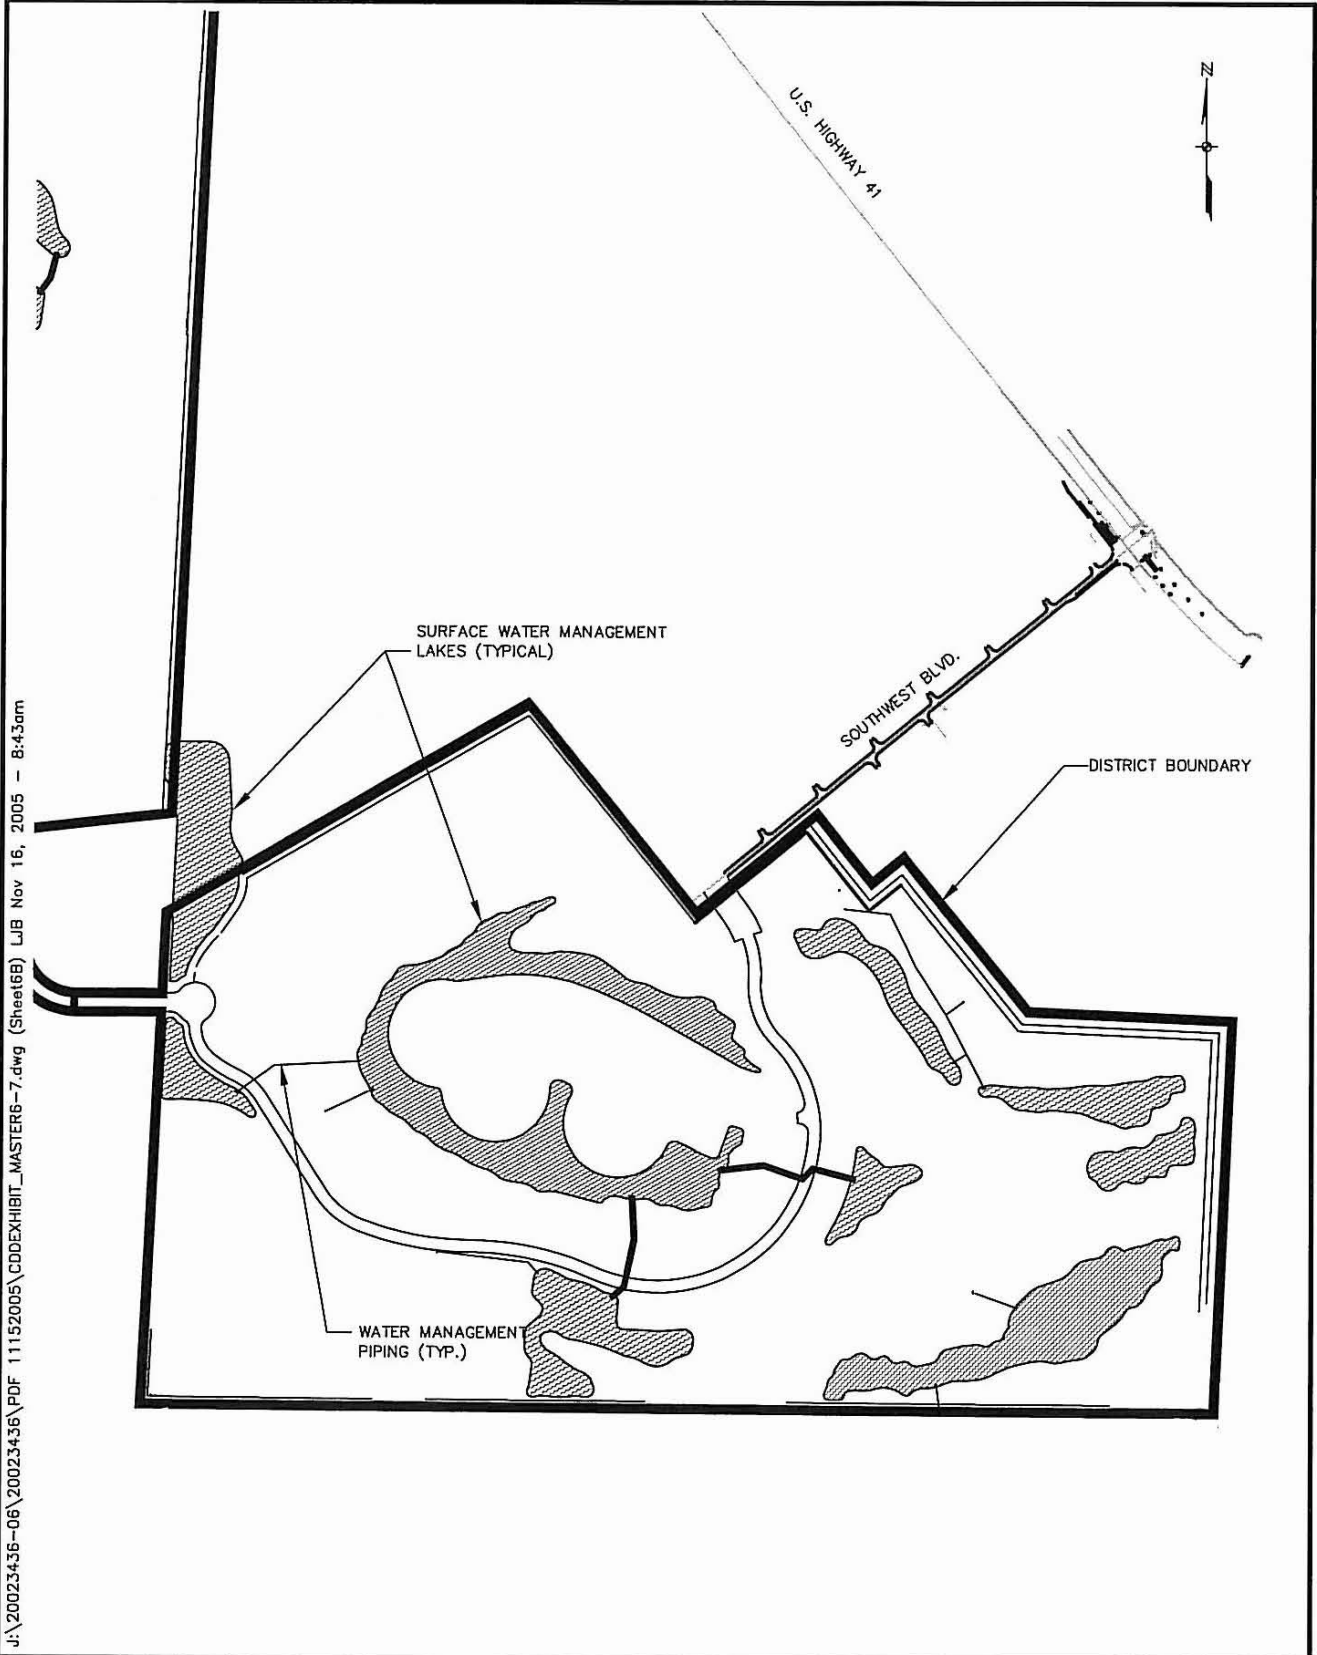 N
U.S. HIGHWAY 41
SURFACE WATER MANAGEMENT
LAKES (TYPICAL)
SOUTHWEST BLVD.
DISTRICT BOUNDARY
WATER MANAGEMENT
PIPING (TYP.)
J:\20023436-06\20023436\PDF 11152005\CDDEXHIBIT_MASTER6-7.dwg (Sheet6B) LJB Nov 16, 2005 - 8:43am